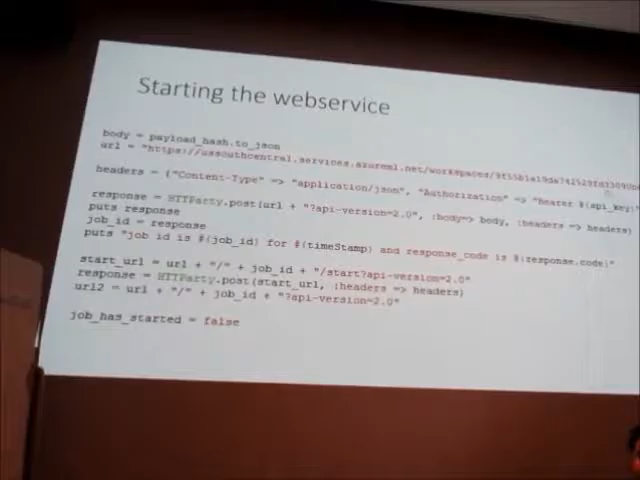 Starting the webservice
body = payload_hash.to_json
url = "https://ussouthcentral.services.azureml.net/workspaces/
headers = {"Content-Type" => "application/json", "Authorization" => "Bearer #{api_key}"
response = HTTParty.post(url + "?api-version=2.0", :body=> body, :headers => headers)
puts response
job_id = response
puts "job id is #{job_id} for #{timeStamp} and response_code is #{response.code}"
start_url = url + "/" + job_id + "/start?api-version=2.0"
response = HTTParty.post(start_url, :headers => headers)
url2 = url + "/" + job_id + "?api-version=2.0"
job_has_started = false